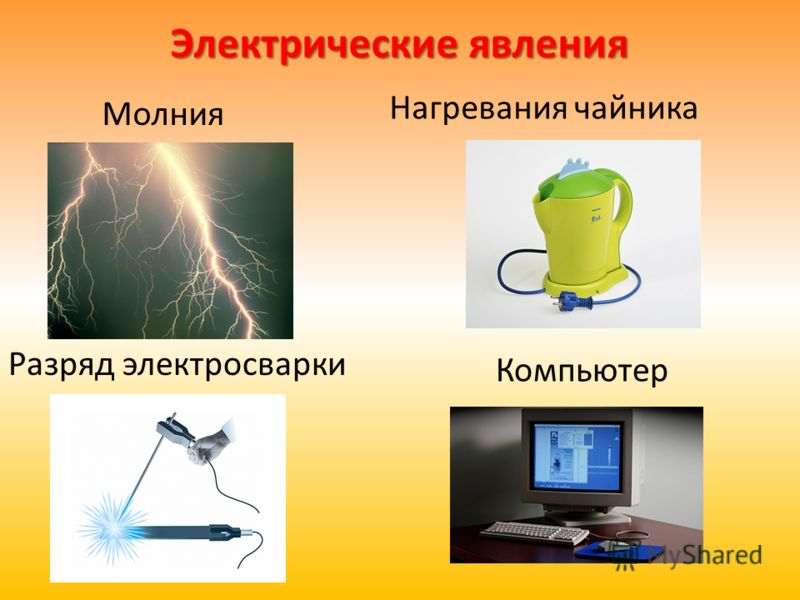 Электрические явления
Молния
Нагревания чайника
Разряд электросварки
Компьютер
MyShared